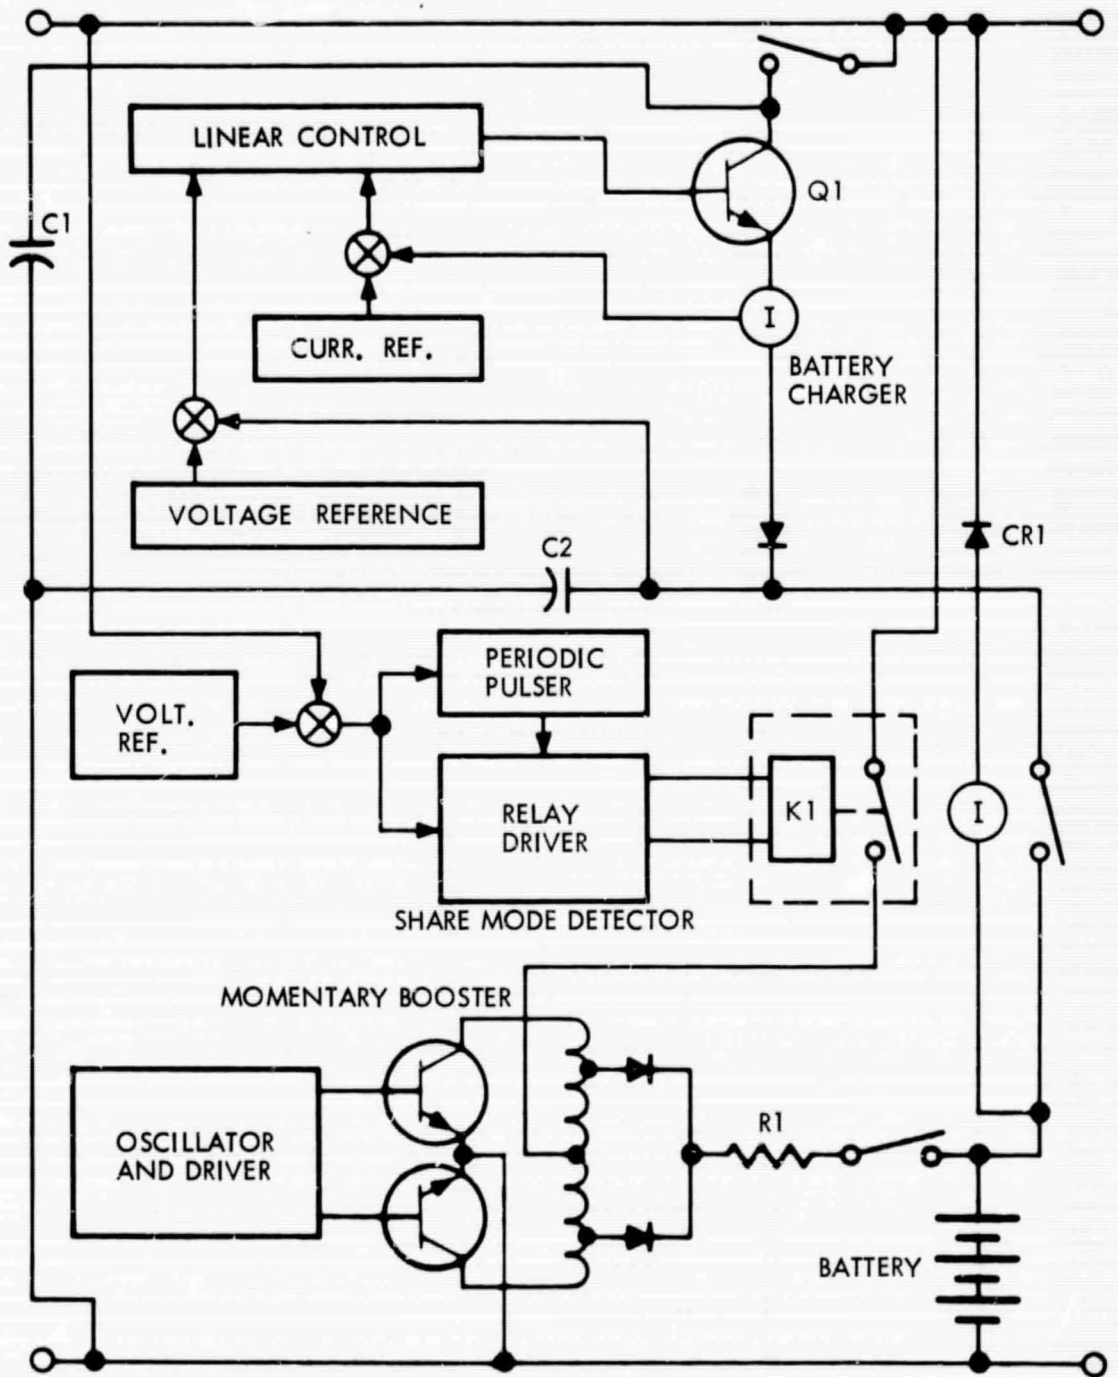 LINEAR CONTROL
Q1
C1
I
CURR. REF.
BATTERY
CHARGER
VOLTAGE REFERENCE
C2
CR1
PERIODIC
PULSER
VOLT.
REF.
RELAY
DRIVER
K1
I
SHARE MODE DETECTOR
MOMENTARY BOOSTER
OSCILLATOR
AND DRIVER
R1
BATTERY